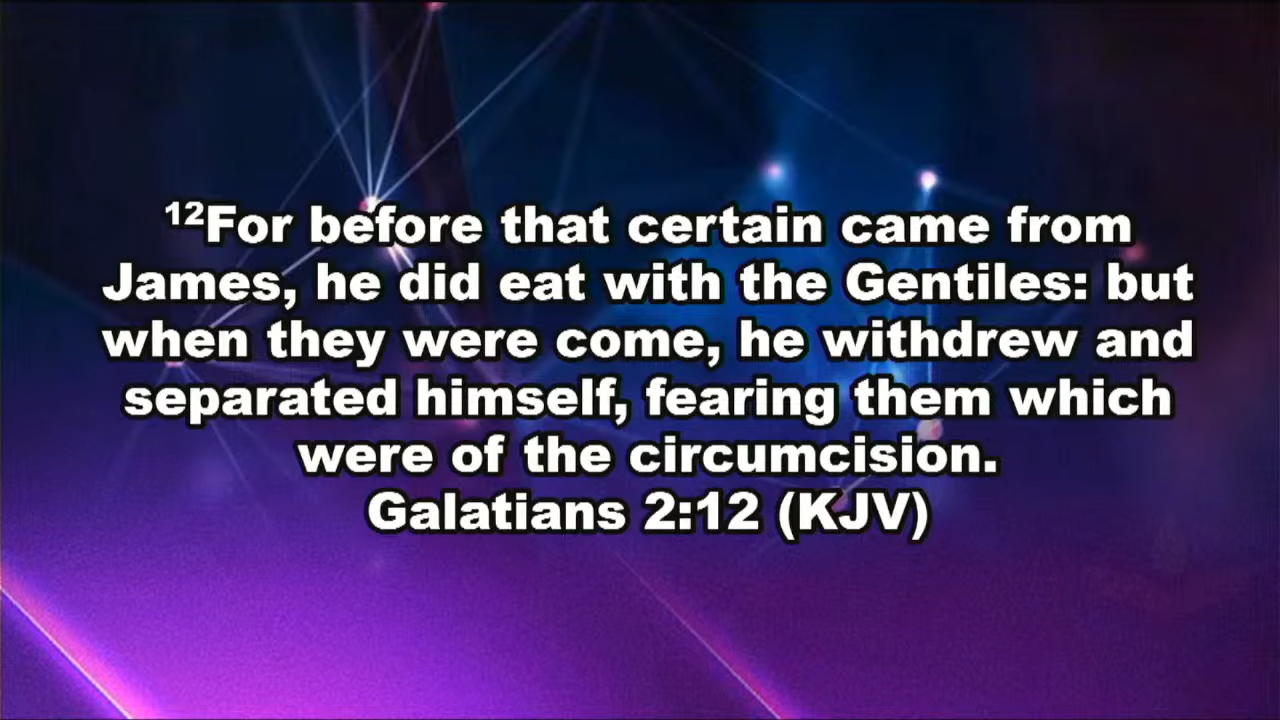 ¹²For before that certain came from
James, he did eat with the Gentiles: but
when they were come, he withdrew and
separated himself, fearing them which
were of the circumcision.
Galatians 2:12 (KJV)